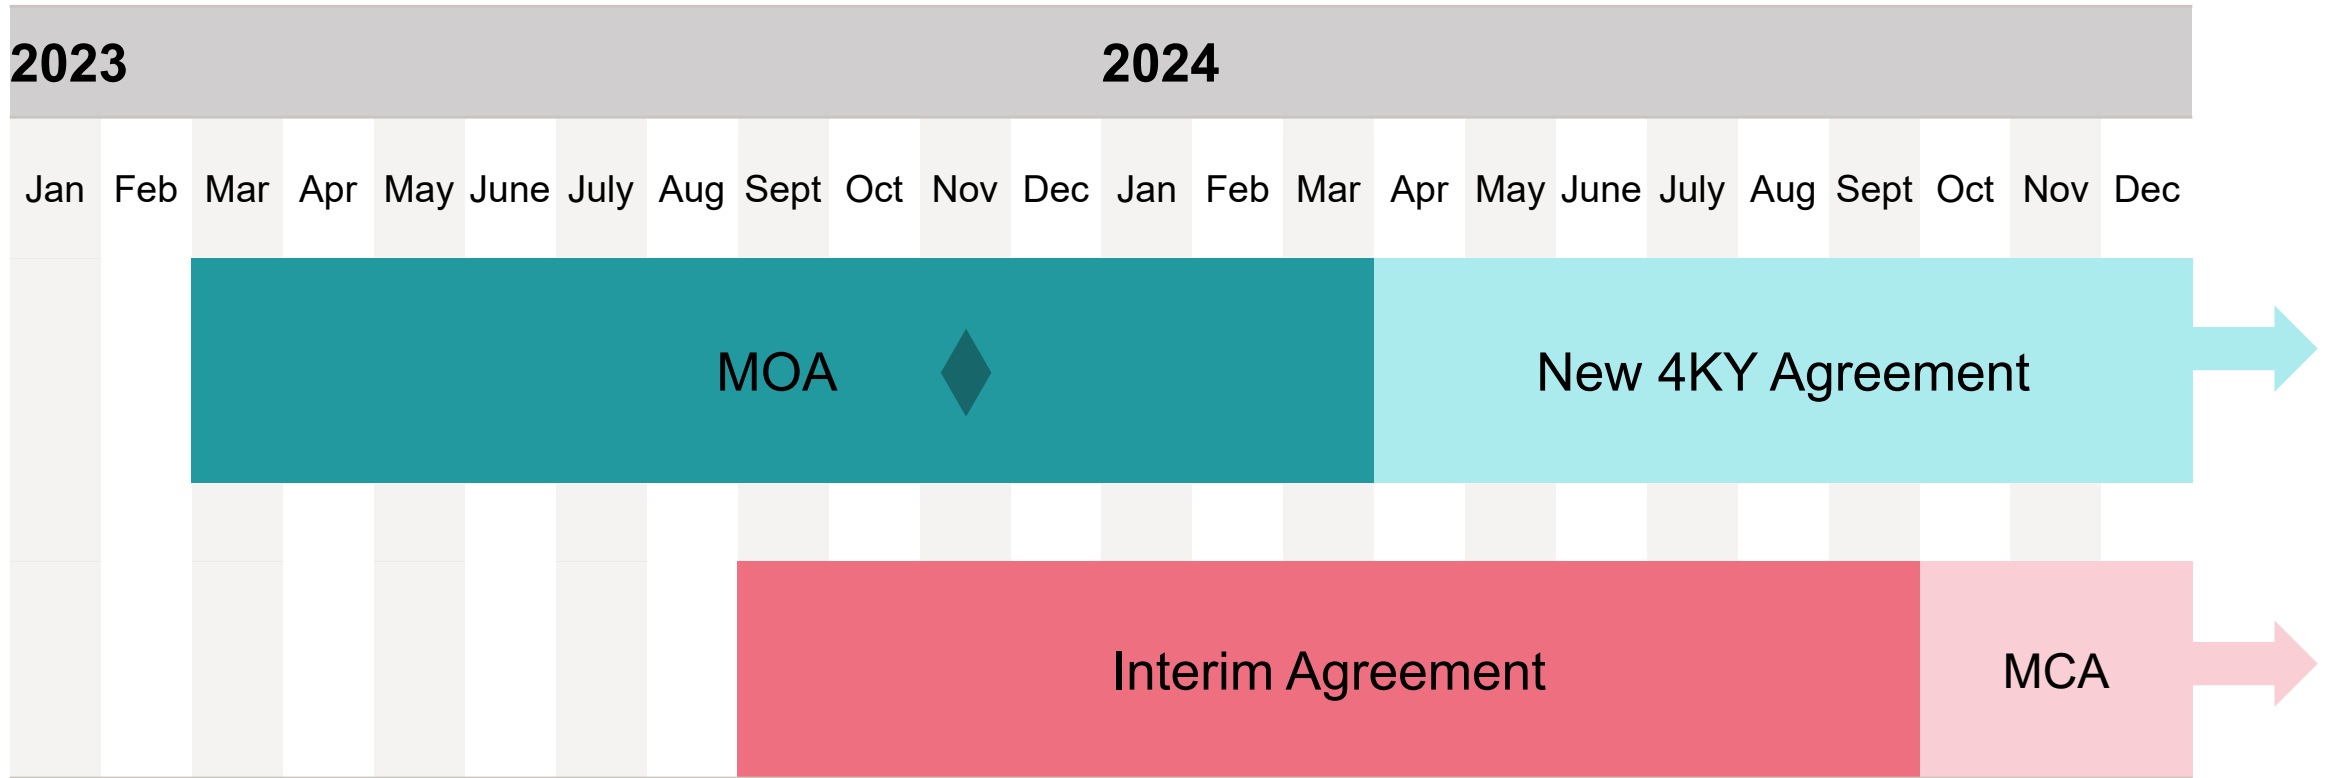 2023 2024
Jan Feb Mar Apr May June July Aug Sept Oct Nov Dec Jan Feb Mar Apr May June July Aug Sept Oct Nov Dec
MOA New 4KY Agreement
Interim Agreement MCA